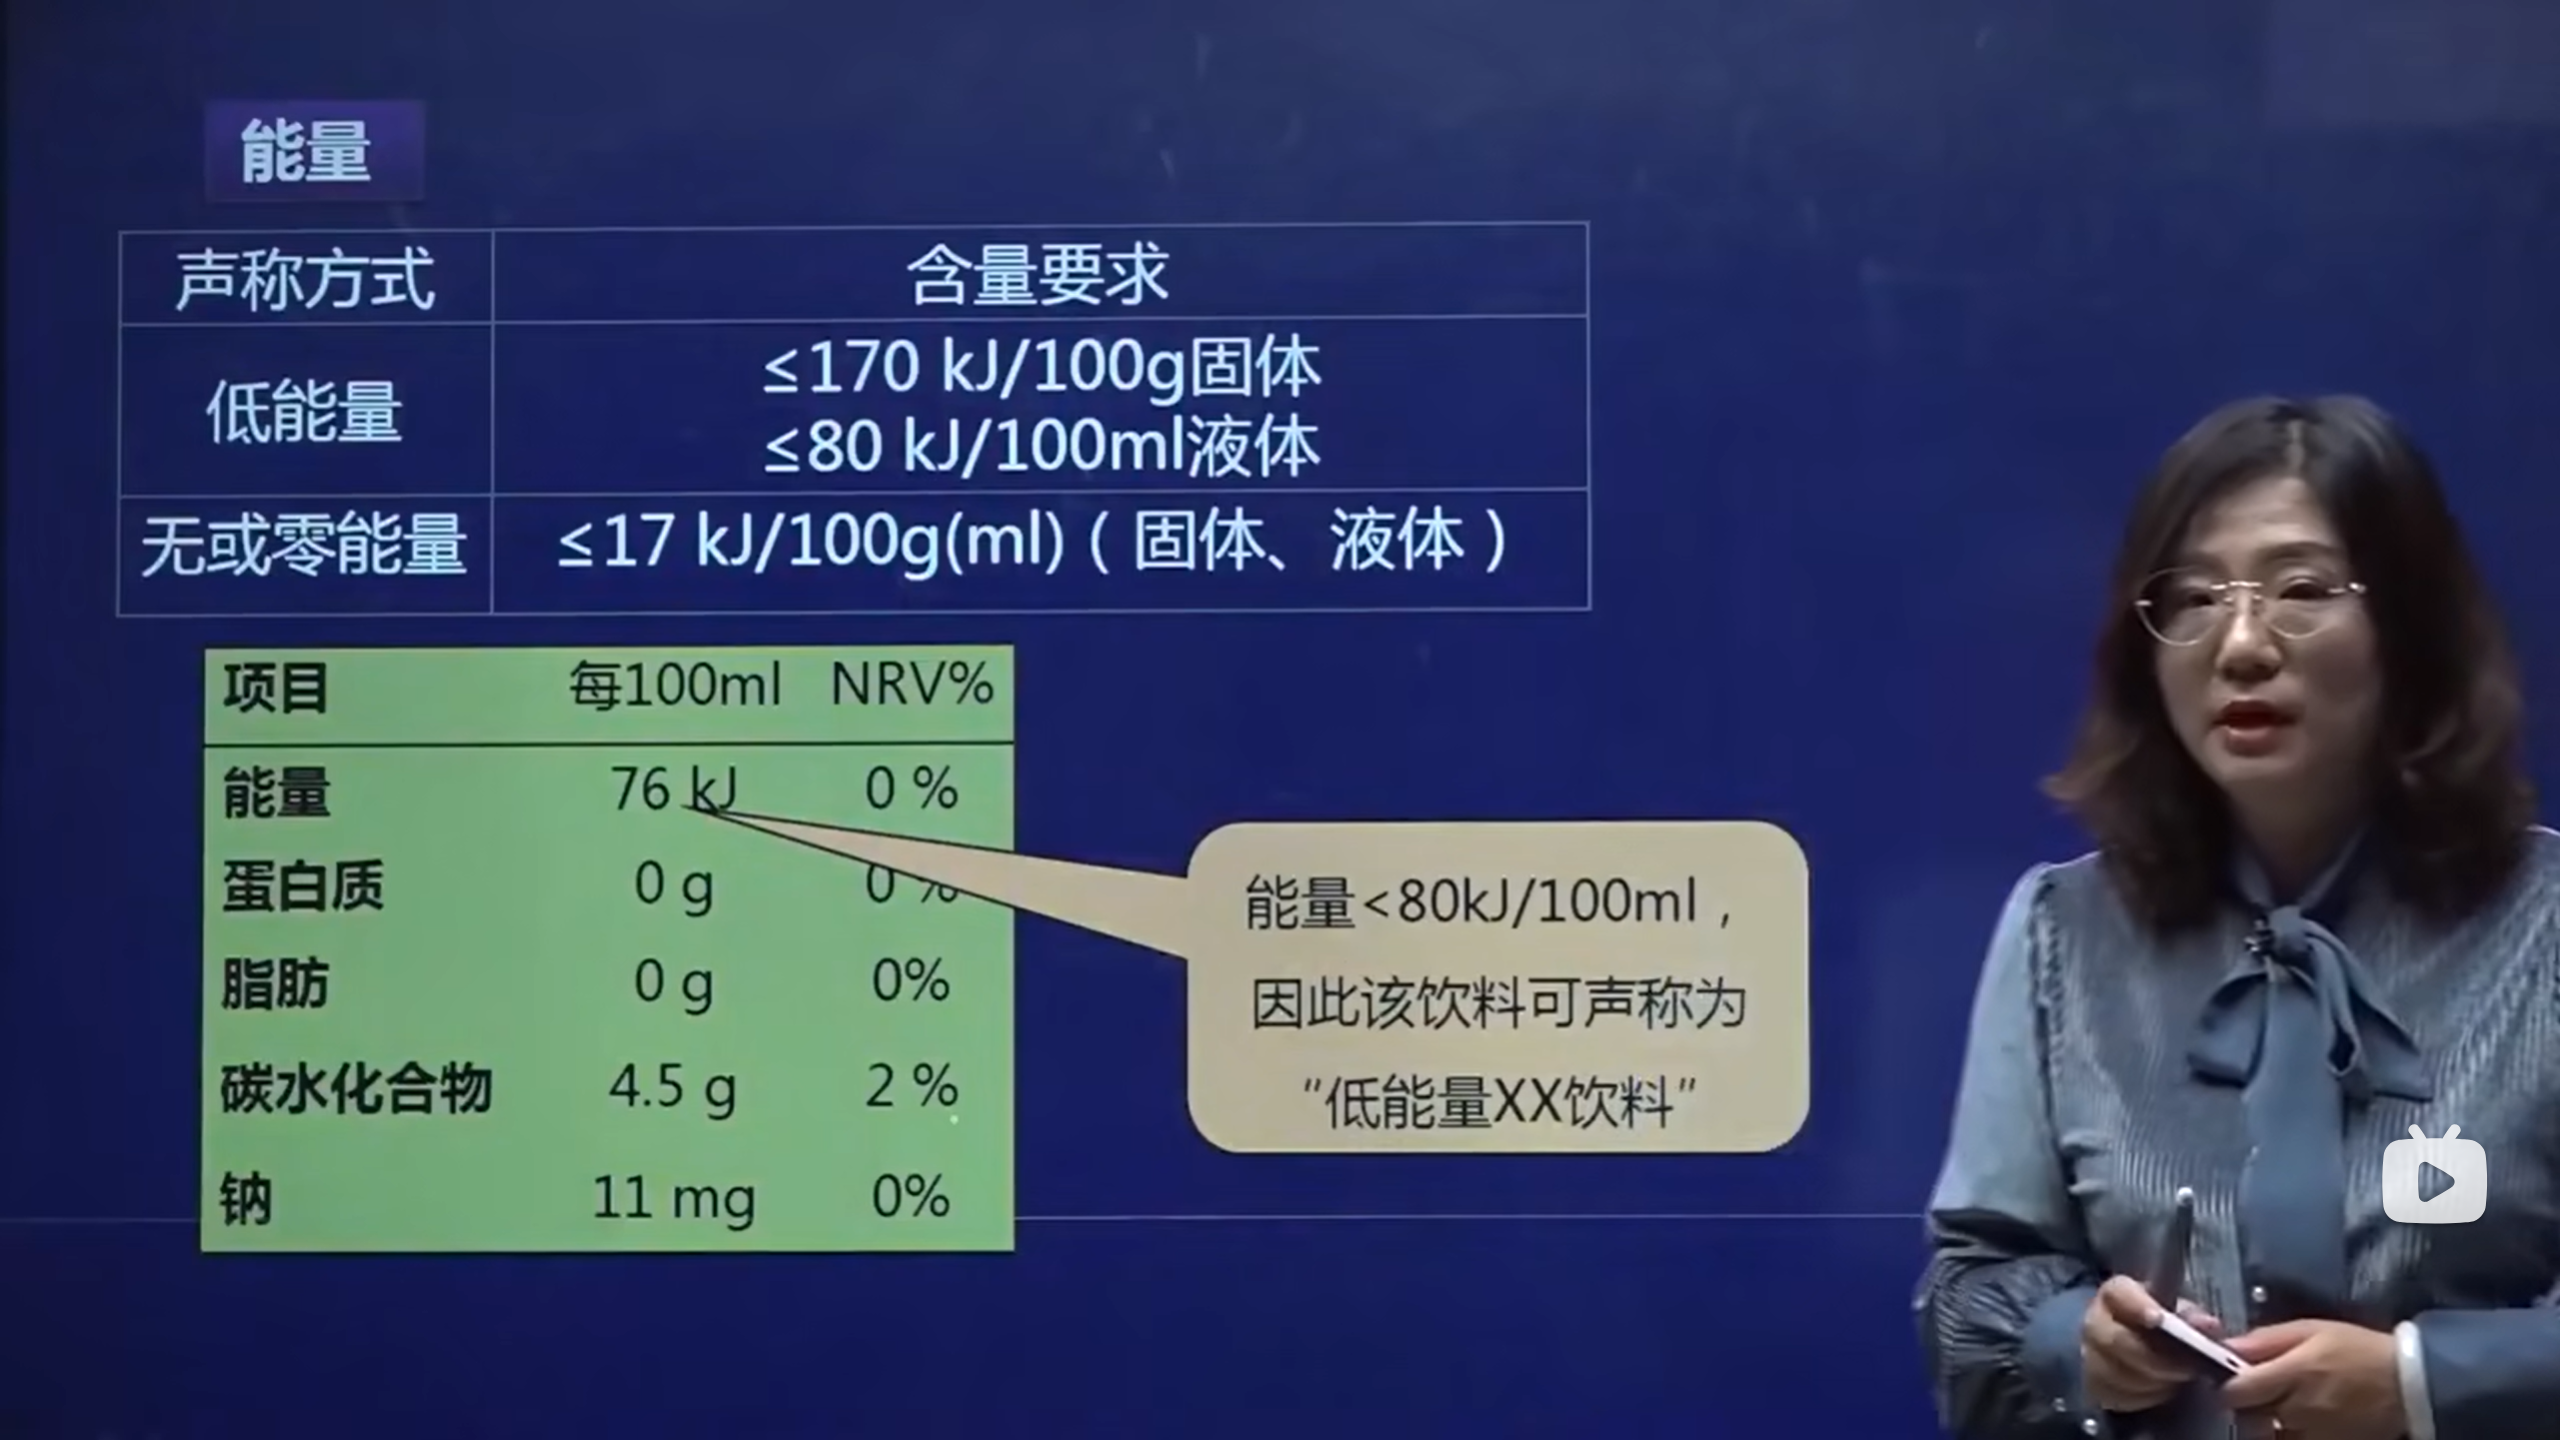 能量
声称方式 含量要求
低能量 ≤170 kJ/100g固体
≤80 kJ/100ml液体
无或零能量 ≤17 kJ/100g(ml)(固体、液体)
项目 每100ml NRV%
能量 76 kJ 0 %
蛋白质 0 g 0 %
脂肪 0 g 0%
碳水化合物 4.5 g 2 %
钠 11 mg 0%
能量<80kJ/100ml,
因此该饮料可声称为
“低能量XX饮料”